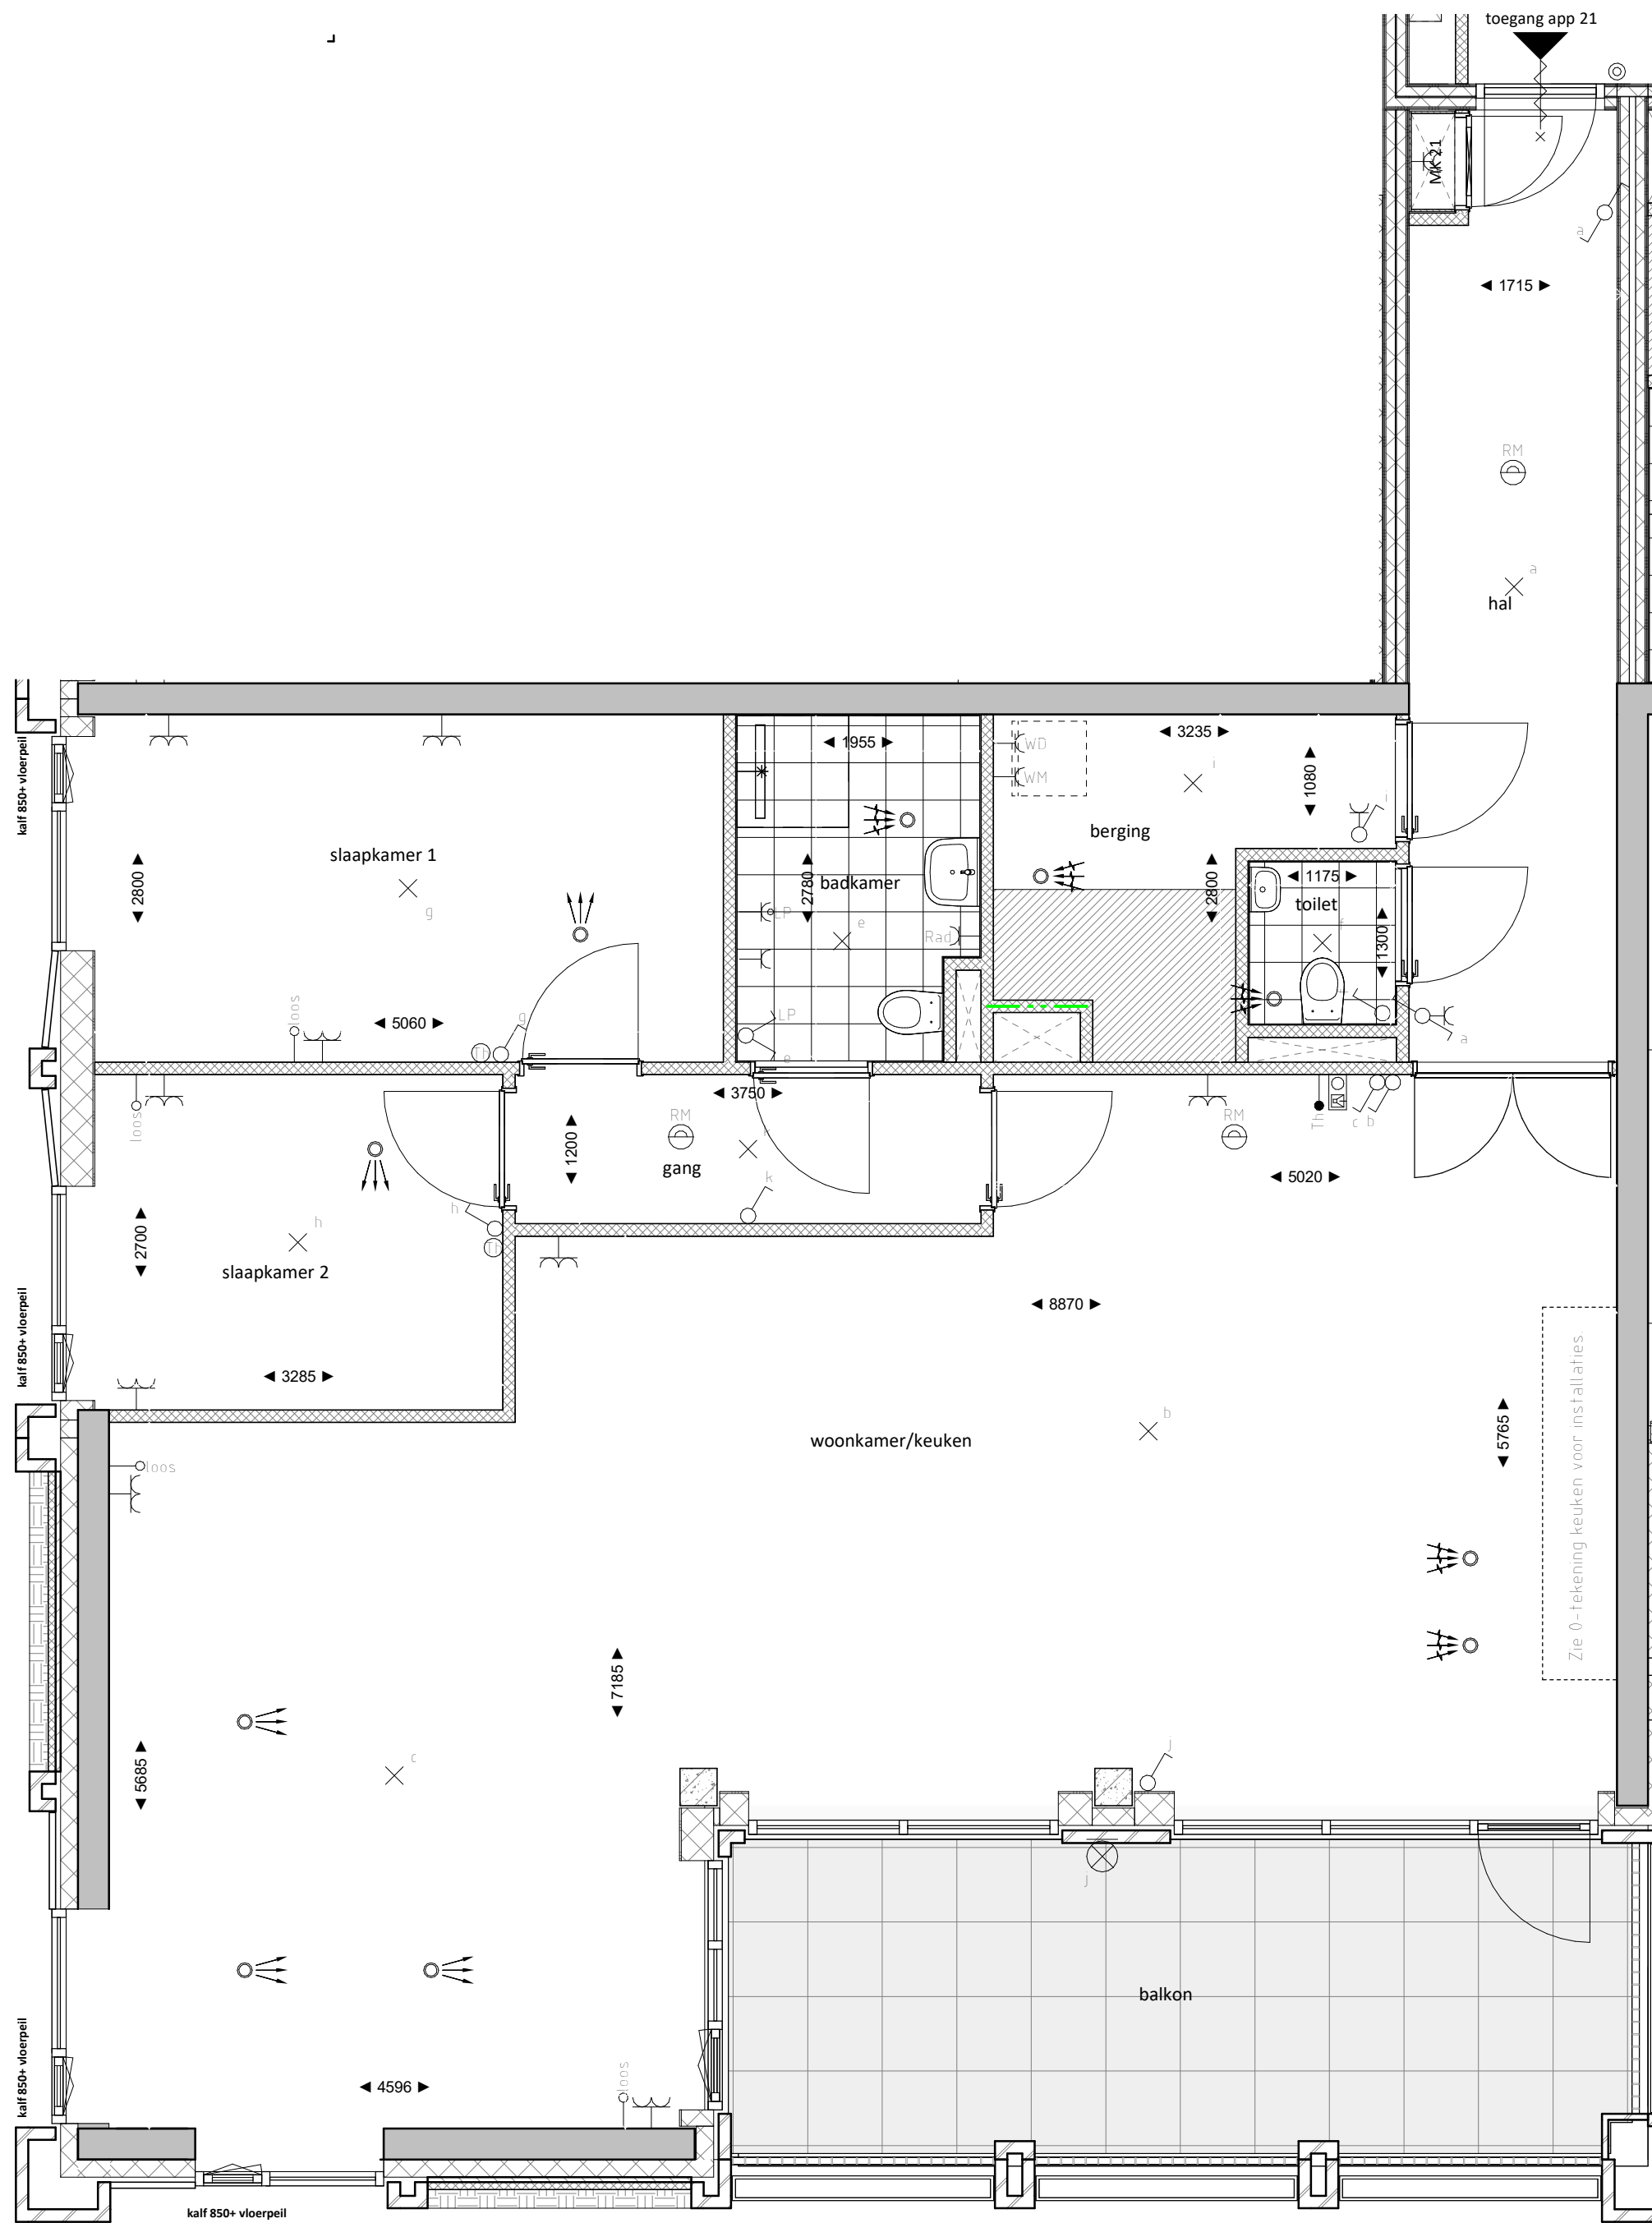 toegang app 21
MK 21
a
1715
RM
a
hal
kalf 850+ vloerpeil
1955
WD
WM
3235
i
1080
i
berging
slaapkamer 1
2800
g
2780
badkamer
LP
e
Rad
2800
1175
toilet
f
1300
loos
5060
g
Th
LP
e
a
3750
loos
RM
1200
gang
k
RM
Th
c b
5020
h
h
Th
2700
slaapkamer 2
8870
kalf 850+ vloerpeil
3285
b
woonkamer/keuken
5765
Zie 0-tekening keuken voor installaties.
loos
7185
5685
c
J
J
balkon
kalf 850+ vloerpeil
4596
loos
kalf 850+ vloerpeil